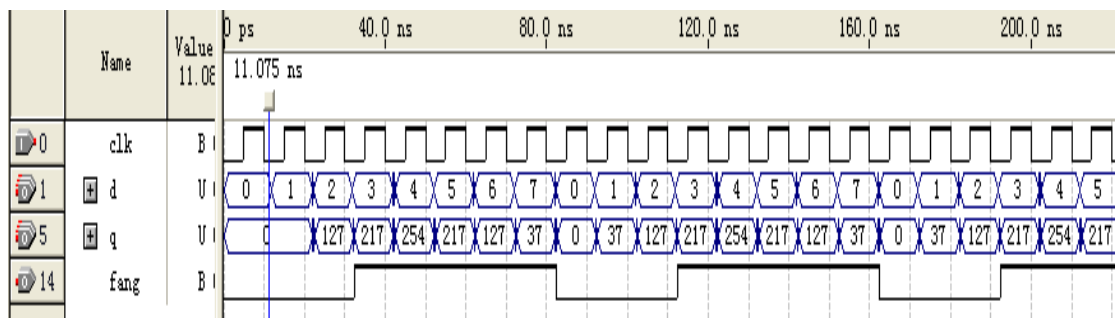 Name
Value
11.08
0 ps
40.0 ns
80.0 ns
120.0 ns
160.0 ns
200.0 ns
11.075 ns
0 clk B
1 d U 0 1 2 3 4 5 6 7 0 1 2 3 4 5 6 7 0 1 2 3 4 5
5 q U 0 127 217 254 217 127 37 0 37 127 217 254 217 127 37 0 37 127 217 254 217
14 fang B